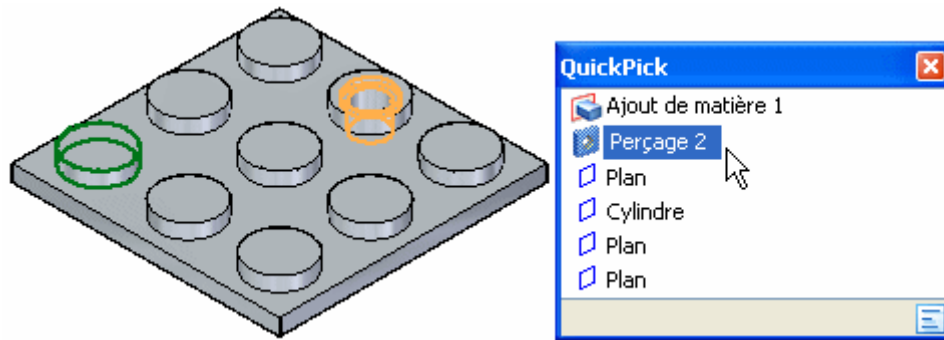 QuickPick
Ajout de matière 1
Perçage 2
Plan
Cylindre
Plan
Plan